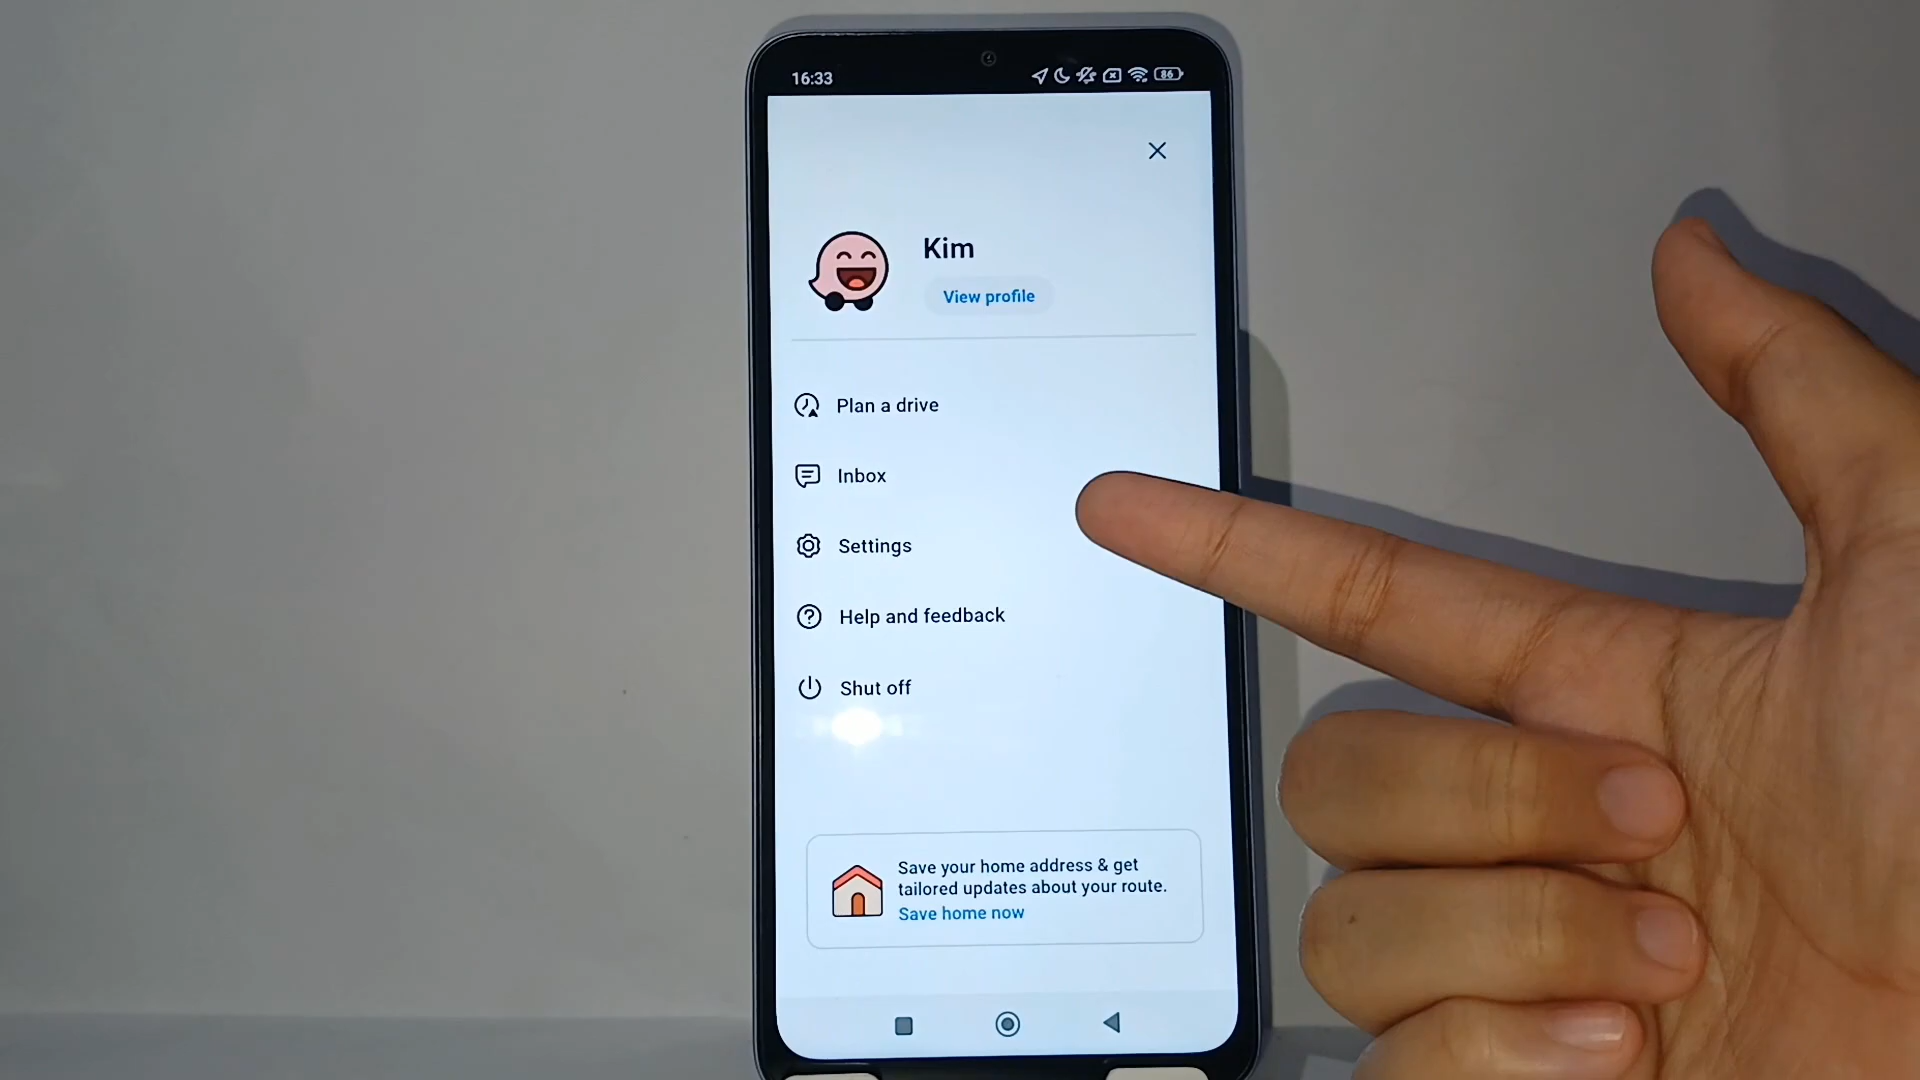 16:33
86
Kim
View profile
Plan a drive
Inbox
Settings
Help and feedback
Shut off
Save your home address & get
tailored updates about your route.
Save home now